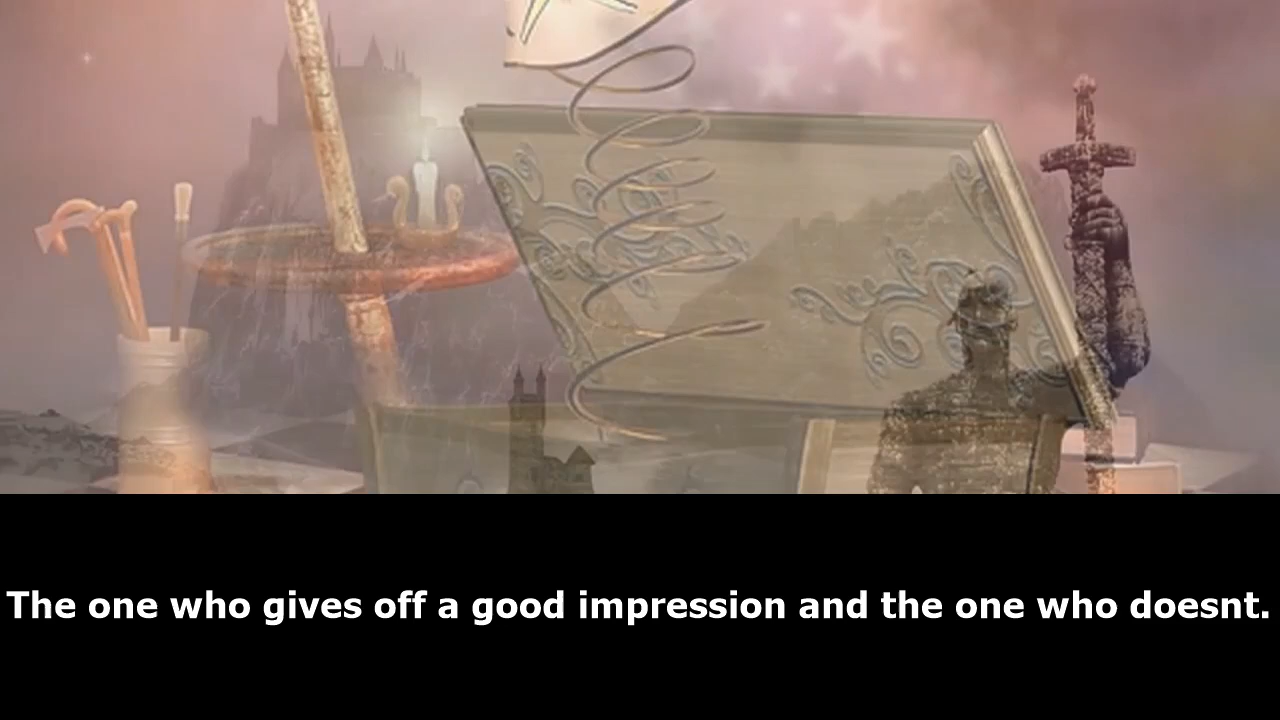 The one who gives off a good impression and the one who doesnt.